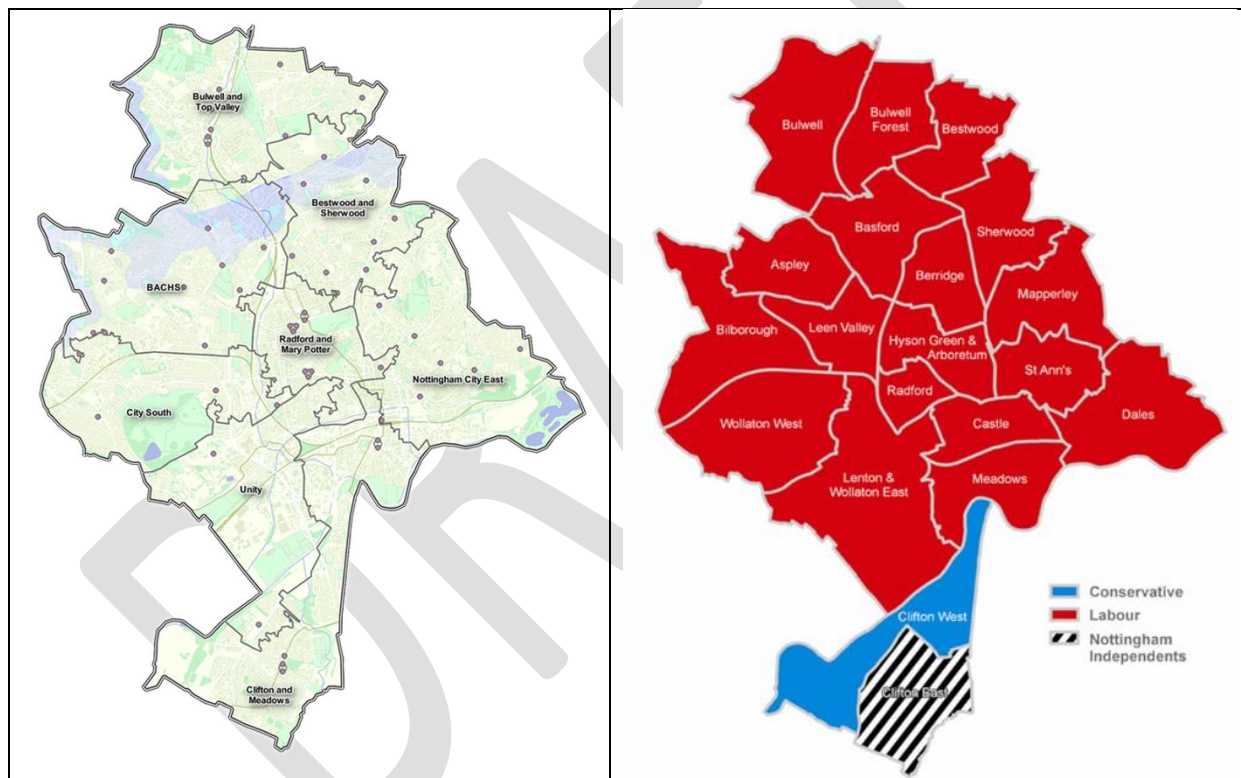 Bulwell and
Top Valley
Bestwood and
Sherwood
BACHS
Radford and
Mary Potter
Nottingham City East
City South
Unity
Clifton and
Meadows
Bulwell
Bulwell
Forest
Bestwood
Basford
Sherwood
Aspley
Berridge
Mapperley
Bilborough
Leen Valley
Hyson Green &
Arboretum
St Ann's
Radford
Wollaton West
Castle
Dales
Lenton &
Wollaton East
Meadows
Clifton West
Clifton East
Conservative
Labour
Nottingham
Independents
DRAFT